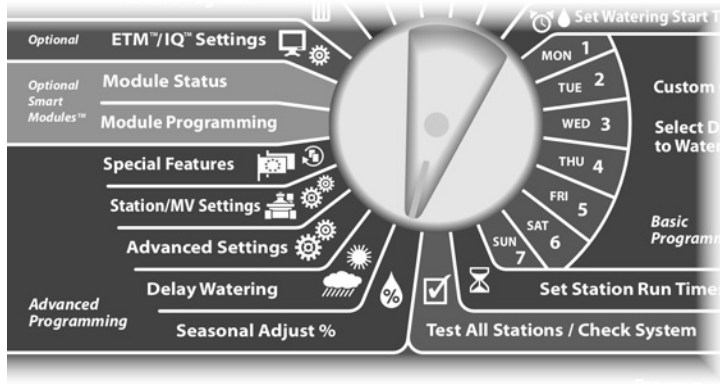 Set Watering Start T
Optional
ETM™/IQ™ Settings
Optional
Smart
Modules™
Module Status
Module Programming
Special Features
Station/MV Settings
Advanced Settings
Delay Watering
Advanced
Programming
Seasonal Adjust %
%
MON 1
TUE 2
WED 3
THU 4
FRI 5
SAT 6
SUN 7
Custom
Select D
to Water
Basic
Programm
Set Station Run Times
Test All Stations / Check System